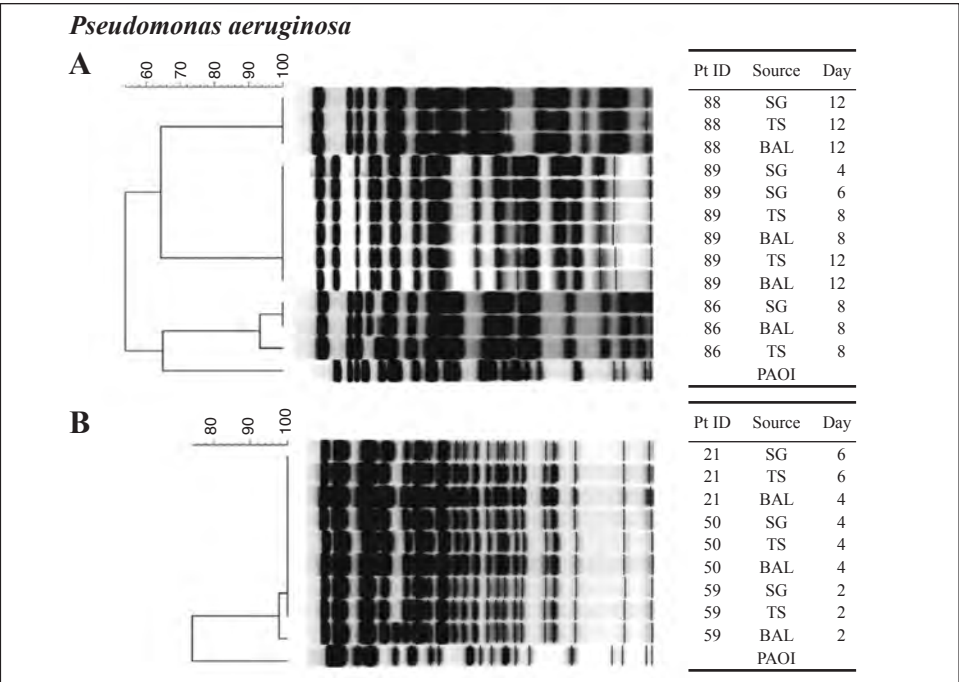 Pseudomonas aeruginosa
A
60 70 80 90 100
Pt ID Source Day
88 SG 12
88 TS 12
88 BAL 12
89 SG 4
89 SG 6
89 TS 8
89 BAL 8
89 TS 12
89 BAL 12
86 SG 8
86 BAL 8
86 TS 8
PAOI
B
80 90 100
Pt ID Source Day
21 SG 6
21 TS 6
21 BAL 4
50 SG 4
50 TS 4
50 BAL 4
59 SG 2
59 TS 2
59 BAL 2
PAOI